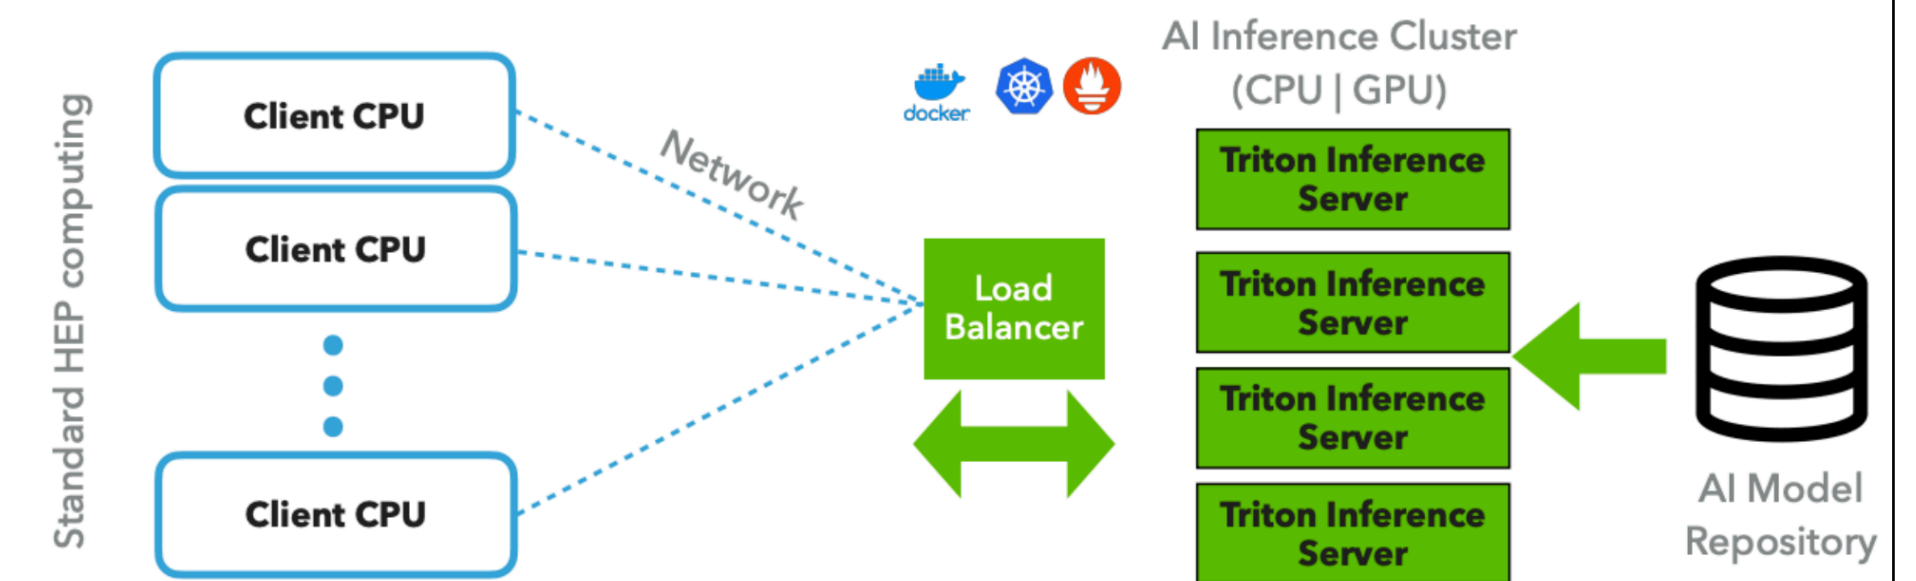 Standard HEP computing
Client CPU
Client CPU
Client CPU
Network
docker
Load
Balancer
AI Inference Cluster
(CPU | GPU)
Triton Inference
Server
Triton Inference
Server
Triton Inference
Server
Triton Inference
Server
AI Model
Repository